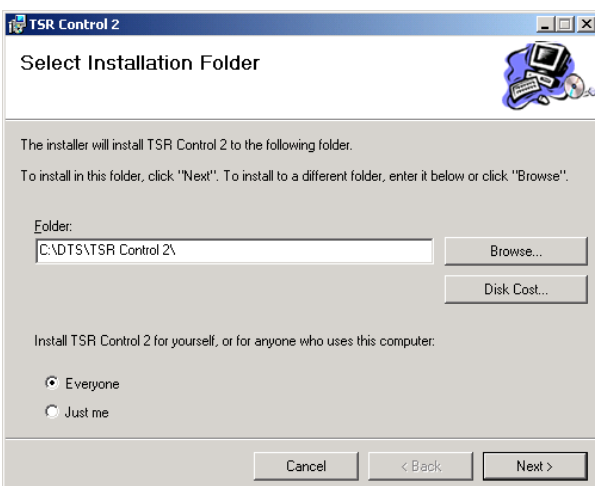 TSR Control 2
Select Installation Folder
The installer will install TSR Control 2 to the following folder.
To install in this folder, click "Next". To install to a different folder, enter it below or click "Browse".
Folder:
C:\DTS\TSR Control 2\
Browse...
Disk Cost...
Install TSR Control 2 for yourself, or for anyone who uses this computer:
Everyone
Just me
Cancel
< Back
Next >